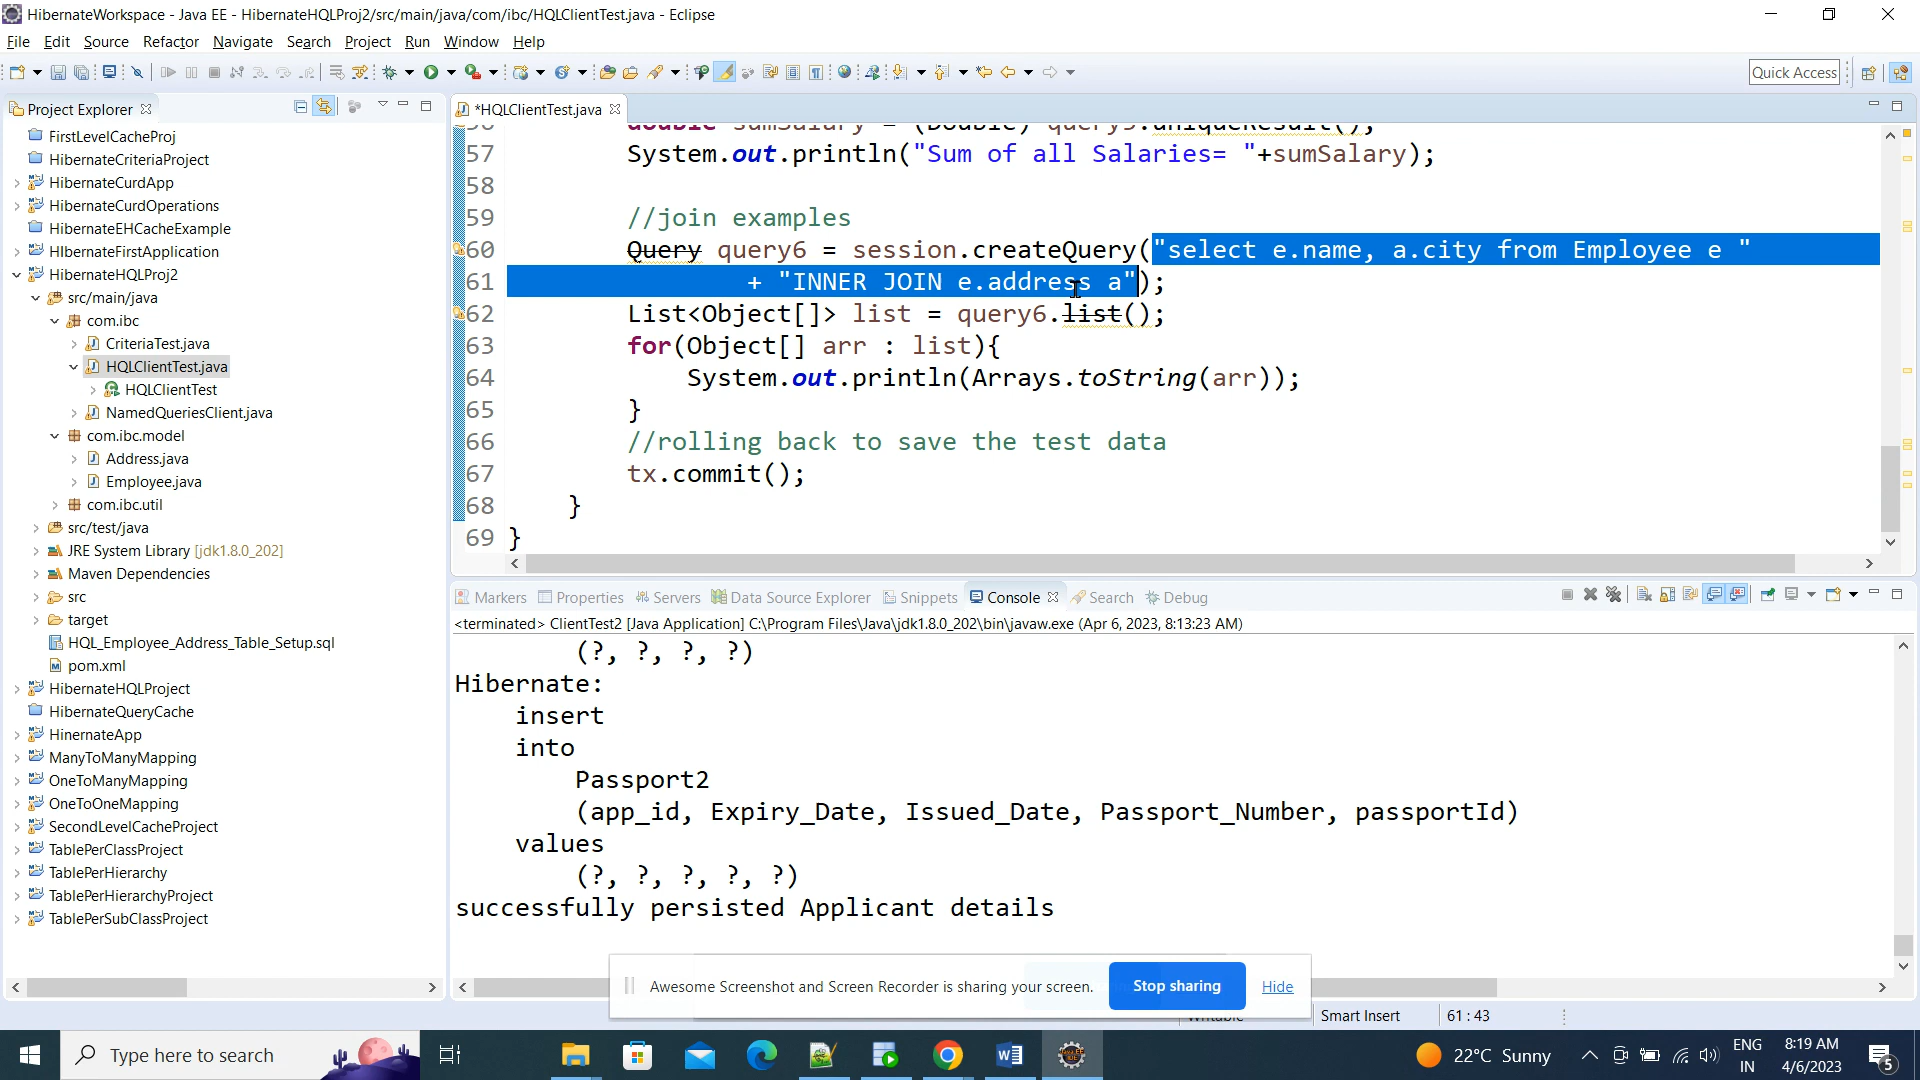 HibernateWorkspace - Java EE - HibernateHQLProj2/src/main/java/com/ibc/HQLClientTest.java - Eclipse
File Edit Source Refactor Navigate Search Project Run Window Help
Quick Access
Project Explorer
FirstLevelCacheProj
HibernateCriteriaProject
HibernateCurdApp
HibernateCurdOperations
HibernateEHCacheExample
HIbernateFirstApplication
HibernateHQLProj2
src/main/java
com.ibc
CriteriaTest.java
HQLClientTest.java
HQLClientTest
NamedQueriesClient.java
com.ibc.model
Address.java
Employee.java
com.ibc.util
src/test/java
JRE System Library [jdk1.8.0_202]
Maven Dependencies
src
target
HQL_Employee_Address_Table_Setup.sql
pom.xml
HibernateHQLProject
HibernateQueryCache
HinernateApp
ManyToManyMapping
OneToManyMapping
OneToOneMapping
SecondLevelCacheProject
TablePerClassProject
TablePerHierarchy
TablePerHierarchyProject
TablePerSubClassProject
*HQLClientTest.java
57 System.out.println("Sum of all Salaries= "+sumSalary);
58
59 //join examples
60 Query query6 = session.createQuery("select e.name, a.city from Employee e "
61 + "INNER JOIN e.address a");
62 List<Object[]> list = query6.list();
63 for(Object[] arr : list){
64 System.out.println(Arrays.toString(arr));
65 }
66 //rolling back to save the test data
67 tx.commit();
68 }
69 }
Markers Properties Servers Data Source Explorer Snippets Console Search Debug
<terminated> ClientTest2 [Java Application] C:\Program Files\Java\jdk1.8.0_202\bin\javaw.exe (Apr 6, 2023, 8:13:23 AM)
(?, ?, ?, ?)
Hibernate:
insert
into
Passport2
(app_id, Expiry_Date, Issued_Date, Passport_Number, passportId)
values
(?, ?, ?, ?, ?)
successfully persisted Applicant details
Awesome Screenshot and Screen Recorder is sharing your screen. Stop sharing Hide
Smart Insert 61 : 43
Type here to search
22°C Sunny
ENG
IN
8:19 AM
4/6/2023
5